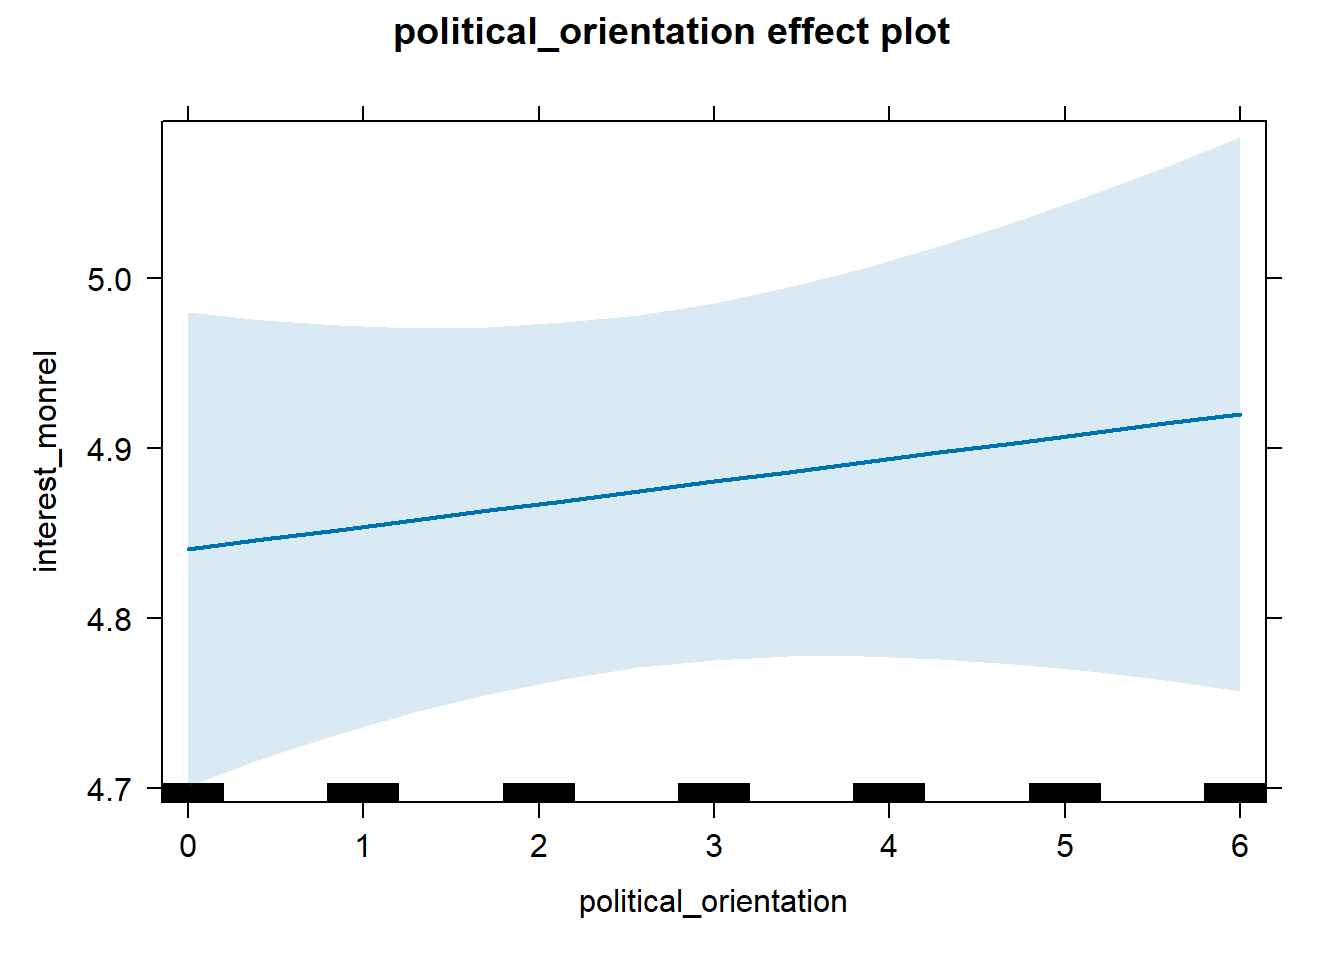 political_orientation effect plot
5.0
4.9
4.8
4.7
interest_monrel
0 1 2 3 4 5 6
political_orientation